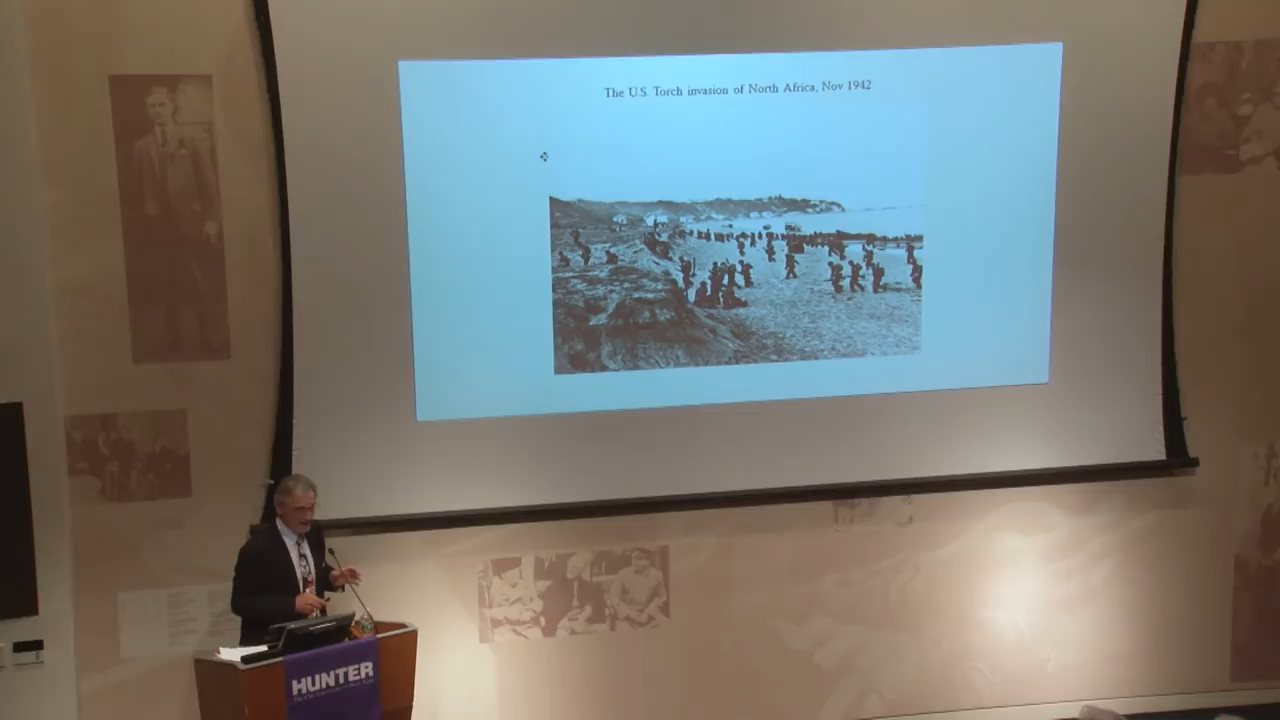 The U.S. Torch invasion of North Africa, Nov 1942
HUNTER